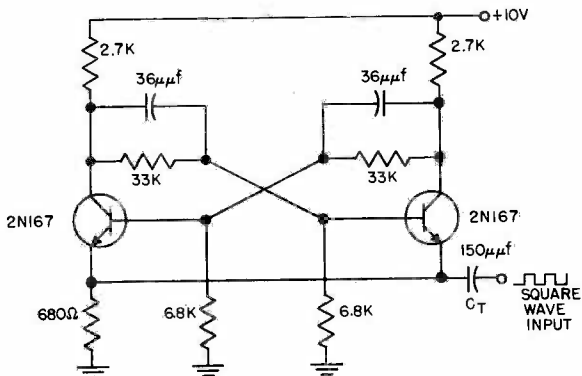 +10V
2.7K
2.7K
36μμf
36μμf
33K
33K
2N167
2N167
150μμf
CT
SQUARE
WAVE
INPUT
680Ω
6.8K
6.8K